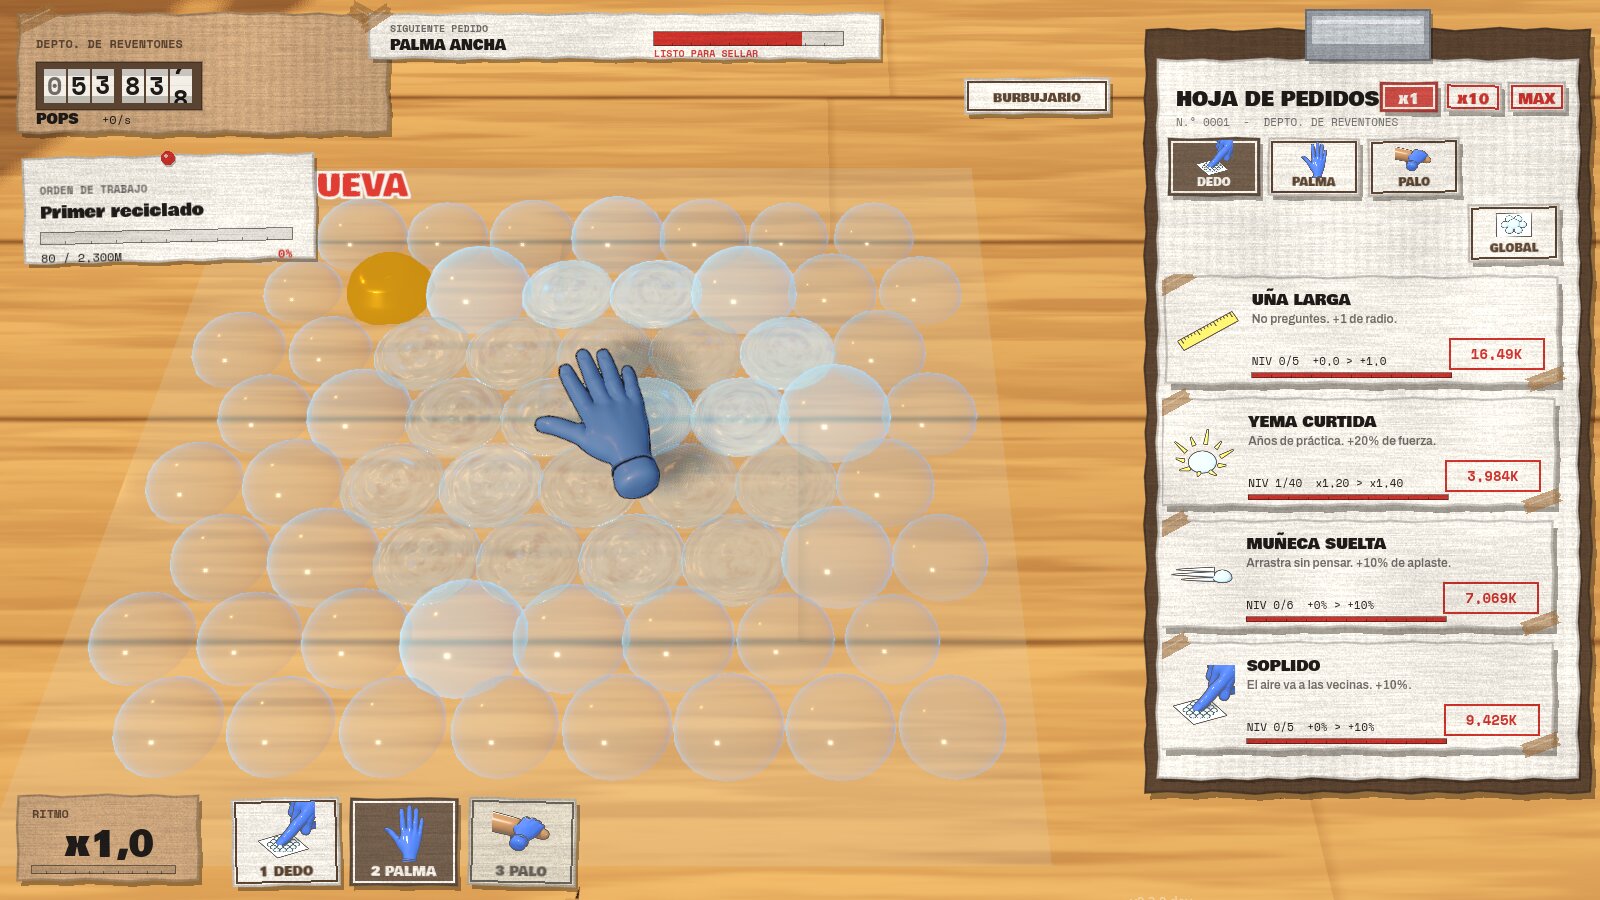 DEPTO. DE REVENTONES
POPS +0/s
SIGUIENTE PEDIDO
PALMA ANCHA
LISTO PARA SELLAR
BURBUJARIO
ORDEN DE TRABAJO
Primer reciclado
0%
80 / 2,300M
UEVA
HOJA DE PEDIDOS
x1
x10
MAX
N.° 0001 - DEPTO. DE REVENTONES
DEDO
PALMA
PALO
GLOBAL
UÑA LARGA
No preguntes. +1 de radio.
NIV 0/5 +0,0 > +1,0
16,49K
YEMA CURTIDA
Años de práctica. +20% de fuerza.
NIV 1/40 x1,20 > x1,40
3,984K
MUÑECA SUELTA
Arrastra sin pensar. +10% de aplaste.
NIV 0/6 +0% > +10%
7,069K
SOPLIDO
El aire va a las vecinas. +10%.
NIV 0/5 +0% > +10%
9,425K
RITMO
x1,0
1 DEDO
2 PALMA
3 PALO